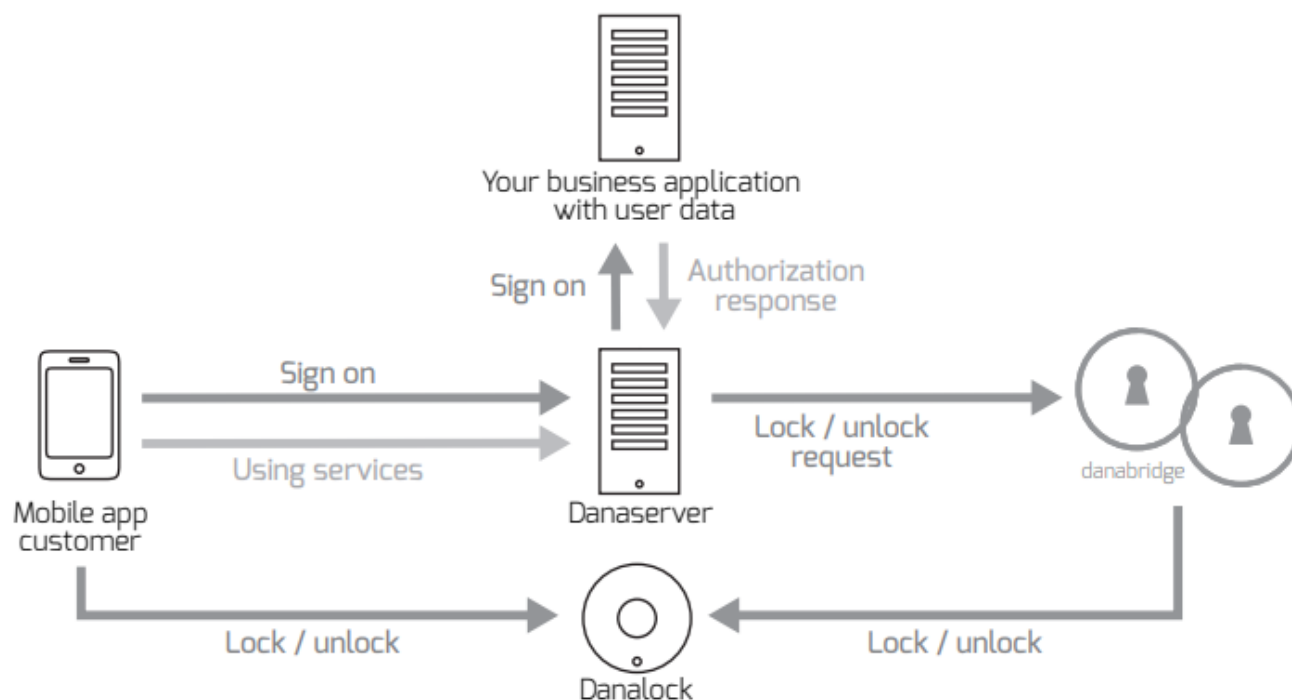 Your business application
with user data
Sign on
Authorization
response
Sign on
Using services
Lock / unlock
request
danabridge
Mobile app
customer
Danaserver
Lock / unlock
Lock / unlock
Danalock